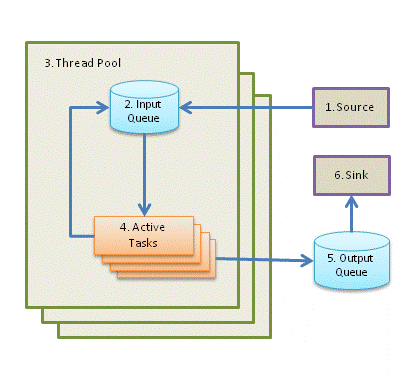 3.Thread Pool
2. Input
Queue
1.Source
6.Sink
4. Active
Tasks
5. Output
Queue